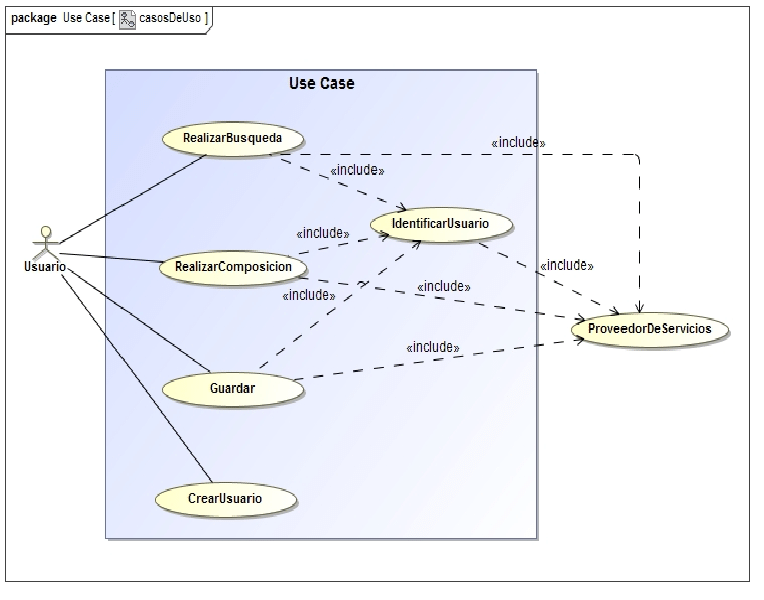 package Use Case [ casosDeUso ]
Use Case
RealizarBusqueda
«include»
«include»
IdentificarUsuario
«include»
Usuario
RealizarComposicion
«include»
«include»
«include»
ProveedorDeServicios
«include»
Guardar
CrearUsuario